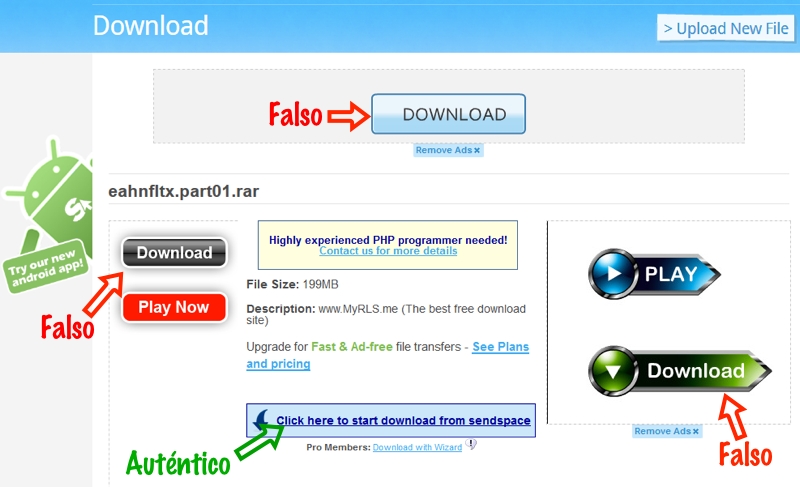 Download
> Upload New File
Falso
DOWNLOAD
Remove Ads ×
eahnfltx.part01.rar
Try our new
android app!
Download
Falso
Play Now
Highly experienced PHP programmer needed!
Contact us for more details
File Size: 199MB
Description: www.MyRLS.me (The best free download
site)
Upgrade for Fast & Ad-free file transfers - See Plans
and pricing
Click here to start download from sendspace
Auténtico
Pro Members: Download with Wizard
PLAY
Download
Remove Ads ×
Falso